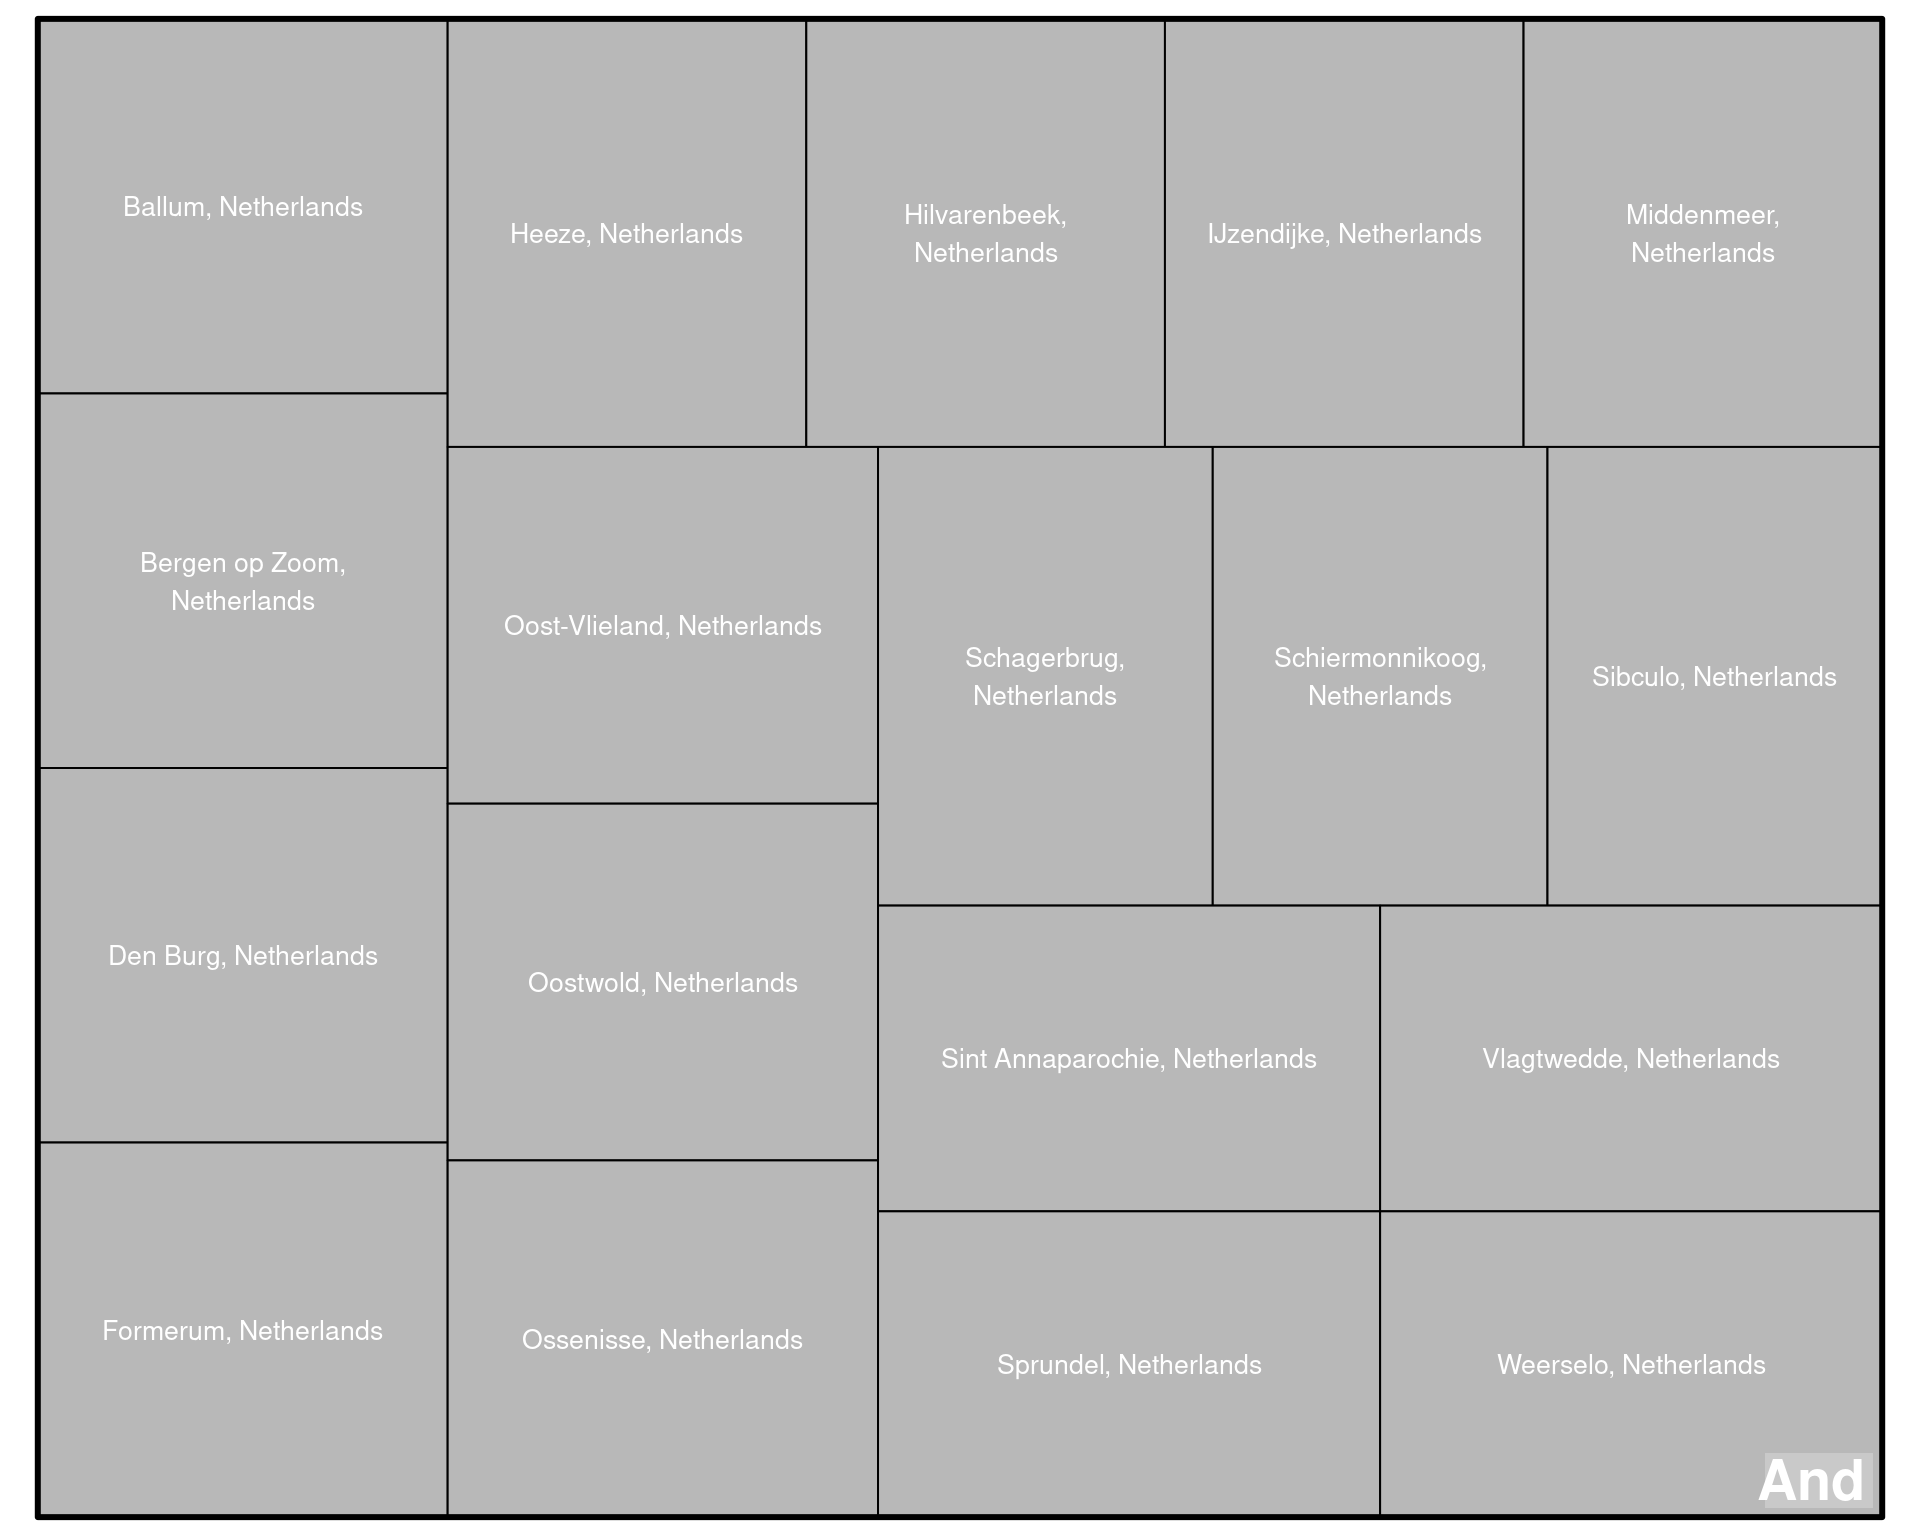 Ballum, Netherlands
Heeze, Netherlands
Hilvarenbeek,
Netherlands
IJzendijke, Netherlands
Middenmeer,
Netherlands
Bergen op Zoom,
Netherlands
Oost-Vlieland, Netherlands
Schagerbrug,
Netherlands
Schiermonnikoog,
Netherlands
Sibculo, Netherlands
Den Burg, Netherlands
Oostwold, Netherlands
Sint Annaparochie, Netherlands
Vlagtwedde, Netherlands
Formerum, Netherlands
Ossenisse, Netherlands
Sprundel, Netherlands
Weerselo, Netherlands
And